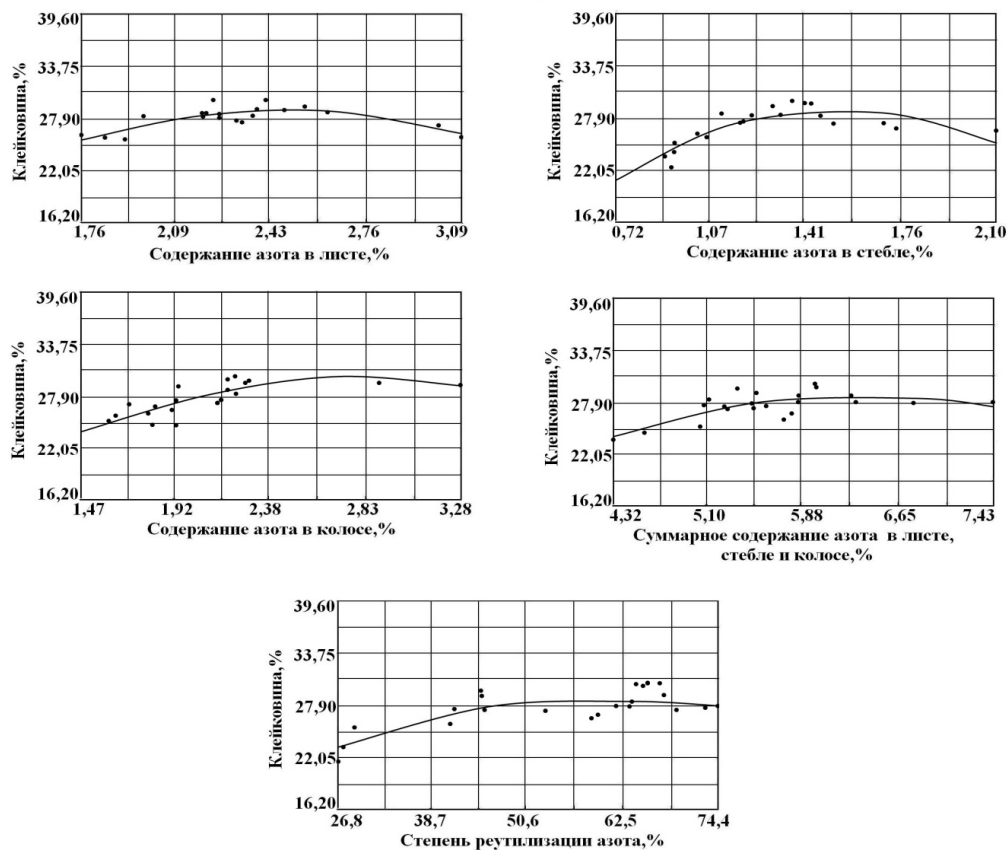 39,60
33,75
27,90
22,05
16,20
Клейковина,%
1,76 2,09 2,43 2,76 3,09
Содержание азота в листе,%
39,60
33,75
27,90
22,05
16,20
Клейковина,%
0,72 1,07 1,41 1,76 2,10
Содержание азота в стебле,%
39,60
33,75
27,90
22,05
16,20
Клейковина,%
1,47 1,92 2,38 2,83 3,28
Содержание азота в колосе,%
39,60
33,75
27,90
22,05
16,20
Клейковина,%
4,32 5,10 5,88 6,65 7,43
Суммарное содержание азота в листе,
стебле и колосе,%
39,60
33,75
27,90
22,05
16,20
Клейковина,%
26,8 38,7 50,6 62,5 74,4
Степень реутилизации азота,%